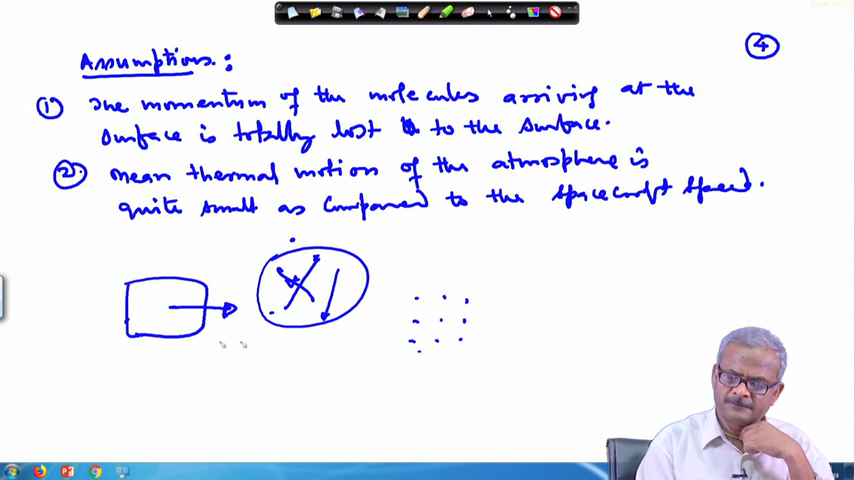 4
Assumptions:
① The momentum of the molecules arriving at the
surface is totally lost to the surface.
② Mean thermal motion of the atmosphere is
quite small as compared to the spacecraft speed.